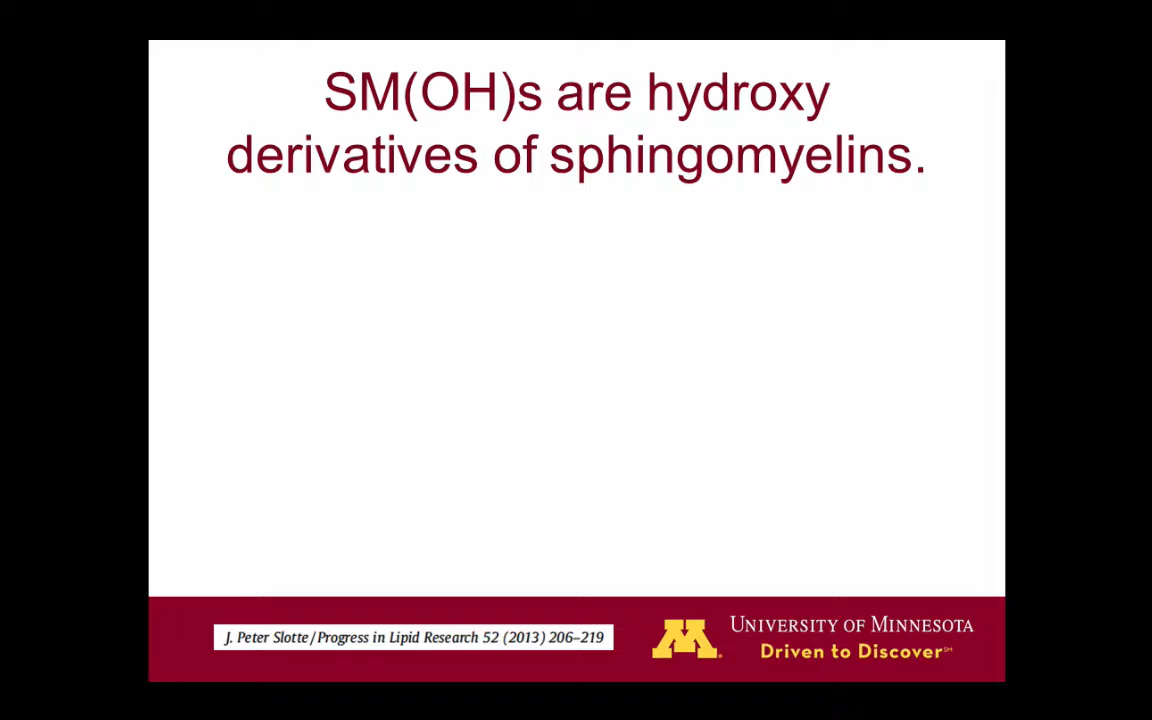 SM(OH)s are hydroxy
derivatives of sphingomyelins.
J. Peter Slotte/Progress in Lipid Research 52 (2013) 206–219
M
UNIVERSITY OF MINNESOTA
Driven to Discover℠